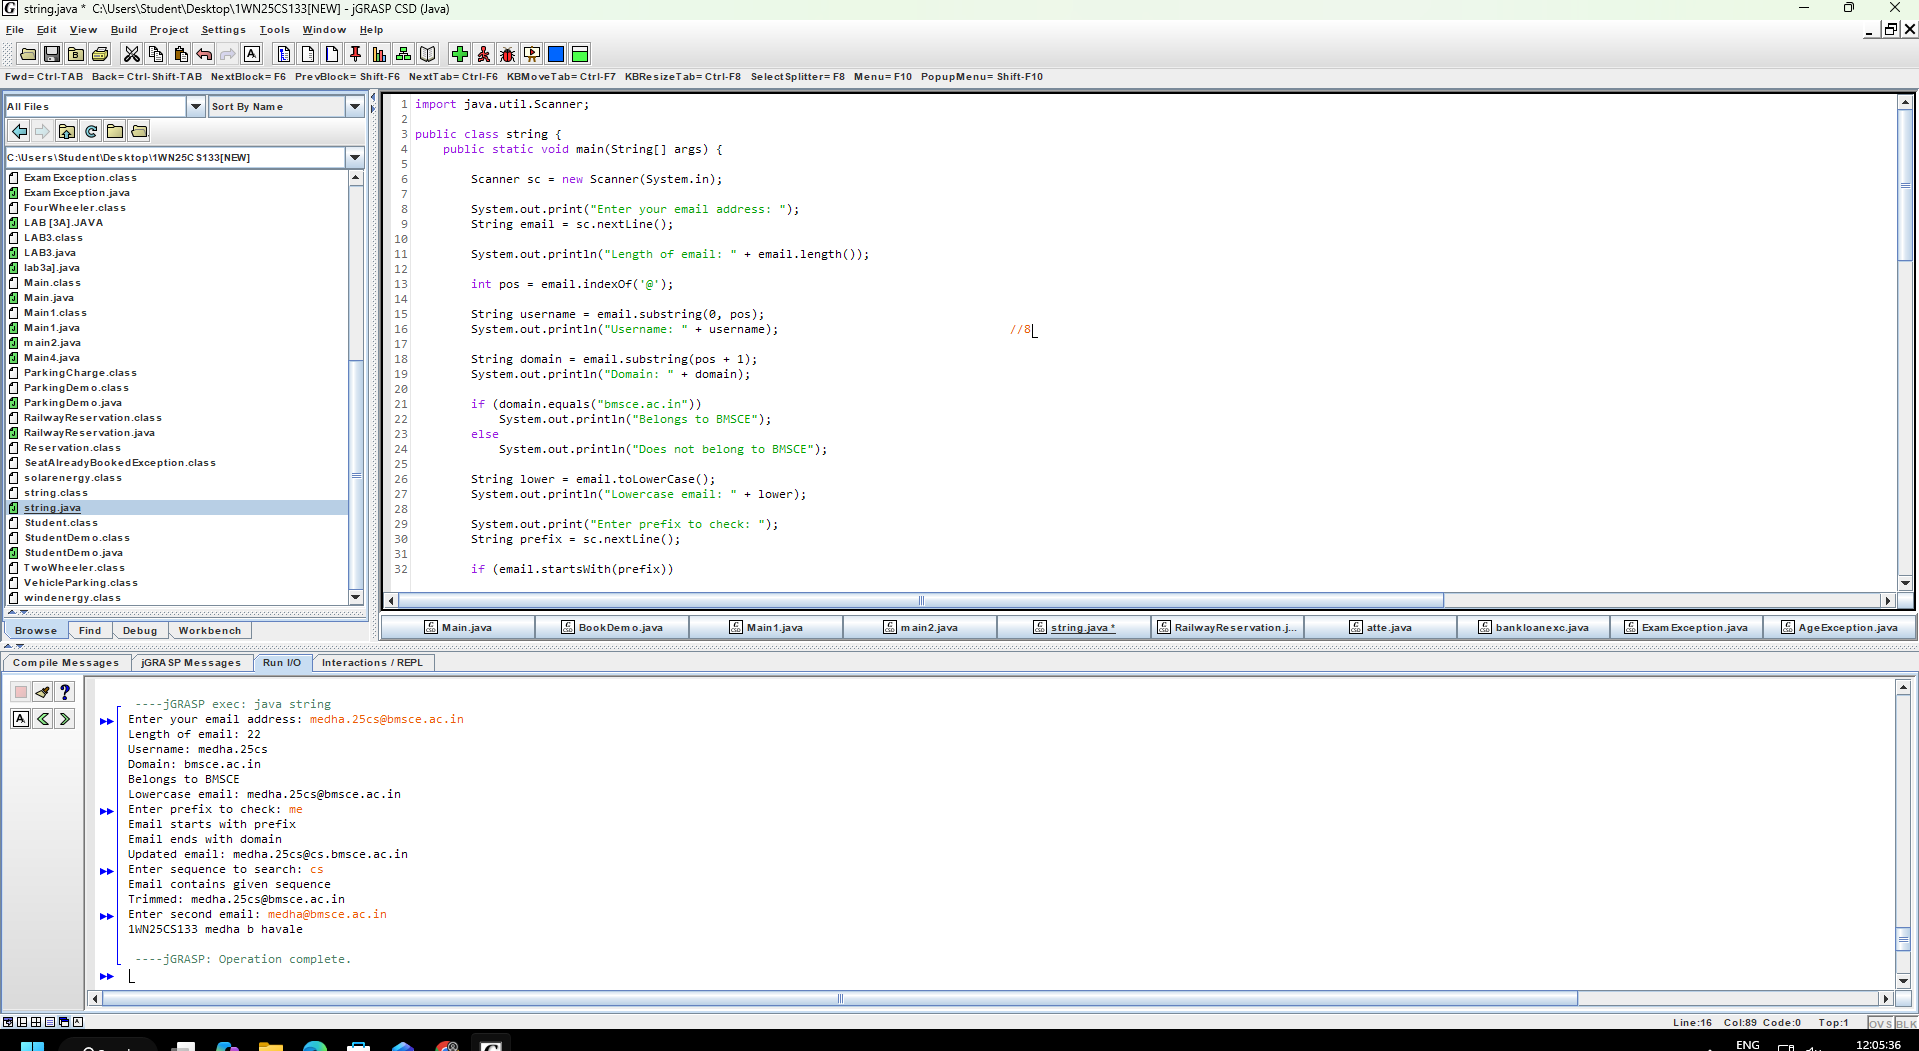 string.java * C:\Users\Student\Desktop\1WN25CS133[NEW] - jGRASP CSD (Java)
File Edit View Build Project Settings Tools Window Help
Fwd= Ctrl-TAB Back= Ctrl-Shift-TAB NextBlock= F6 PrevBlock= Shift-F6 NextTab= Ctrl-F6 KBMoveTab= Ctrl-F7 KBResizeTab= Ctrl-F8 SelectSplitter= F8 Menu= F10 PopupMenu= Shift-F10
All Files Sort By Name
C:\Users\Student\Desktop\1WN25CS133[NEW]
ExamException.class
ExamException.java
FourWheeler.class
LAB [3A].JAVA
LAB3.class
LAB3.java
lab3a].java
Main.class
Main.java
Main1.class
Main1.java
main2.java
Main4.java
ParkingCharge.class
ParkingDemo.class
ParkingDemo.java
RailwayReservation.class
RailwayReservation.java
Reservation.class
SeatAlreadyBookedException.class
solarenergy.class
string.class
string.java
Student.class
StudentDemo.class
StudentDemo.java
TwoWheeler.class
VehicleParking.class
windenergy.class
Browse Find Debug Workbench
1 import java.util.Scanner;
2
3 public class string {
4 public static void main(String[] args) {
5
6 Scanner sc = new Scanner(System.in);
7
8 System.out.print("Enter your email address: ");
9 String email = sc.nextLine();
10
11 System.out.println("Length of email: " + email.length());
12
13 int pos = email.indexOf('@');
14
15 String username = email.substring(0, pos);
16 System.out.println("Username: " + username); //8
17
18 String domain = email.substring(pos + 1);
19 System.out.println("Domain: " + domain);
20
21 if (domain.equals("bmsce.ac.in"))
22 System.out.println("Belongs to BMSCE");
23 else
24 System.out.println("Does not belong to BMSCE");
25
26 String lower = email.toLowerCase();
27 System.out.println("Lowercase email: " + lower);
28
29 System.out.print("Enter prefix to check: ");
30 String prefix = sc.nextLine();
31
32 if (email.startsWith(prefix))
Main.java BookDemo.java Main1.java main2.java string.java * RailwayReservation.j... atte.java bankloanexc.java ExamException.java AgeException.java
Compile Messages jGRASP Messages Run I/O Interactions / REPL
----jGRASP exec: java string
Enter your email address: medha.25cs@bmsce.ac.in
Length of email: 22
Username: medha.25cs
Domain: bmsce.ac.in
Belongs to BMSCE
Lowercase email: medha.25cs@bmsce.ac.in
Enter prefix to check: me
Email starts with prefix
Email ends with domain
Updated email: medha.25cs@cs.bmsce.ac.in
Enter sequence to search: cs
Email contains given sequence
Trimmed: medha.25cs@bmsce.ac.in
Enter second email: medha@bmsce.ac.in
1WN25CS133 medha b havale
----jGRASP: Operation complete.
Line:16 Col:89 Code:0 Top:1 OVS BLK
ENG 12:05:36